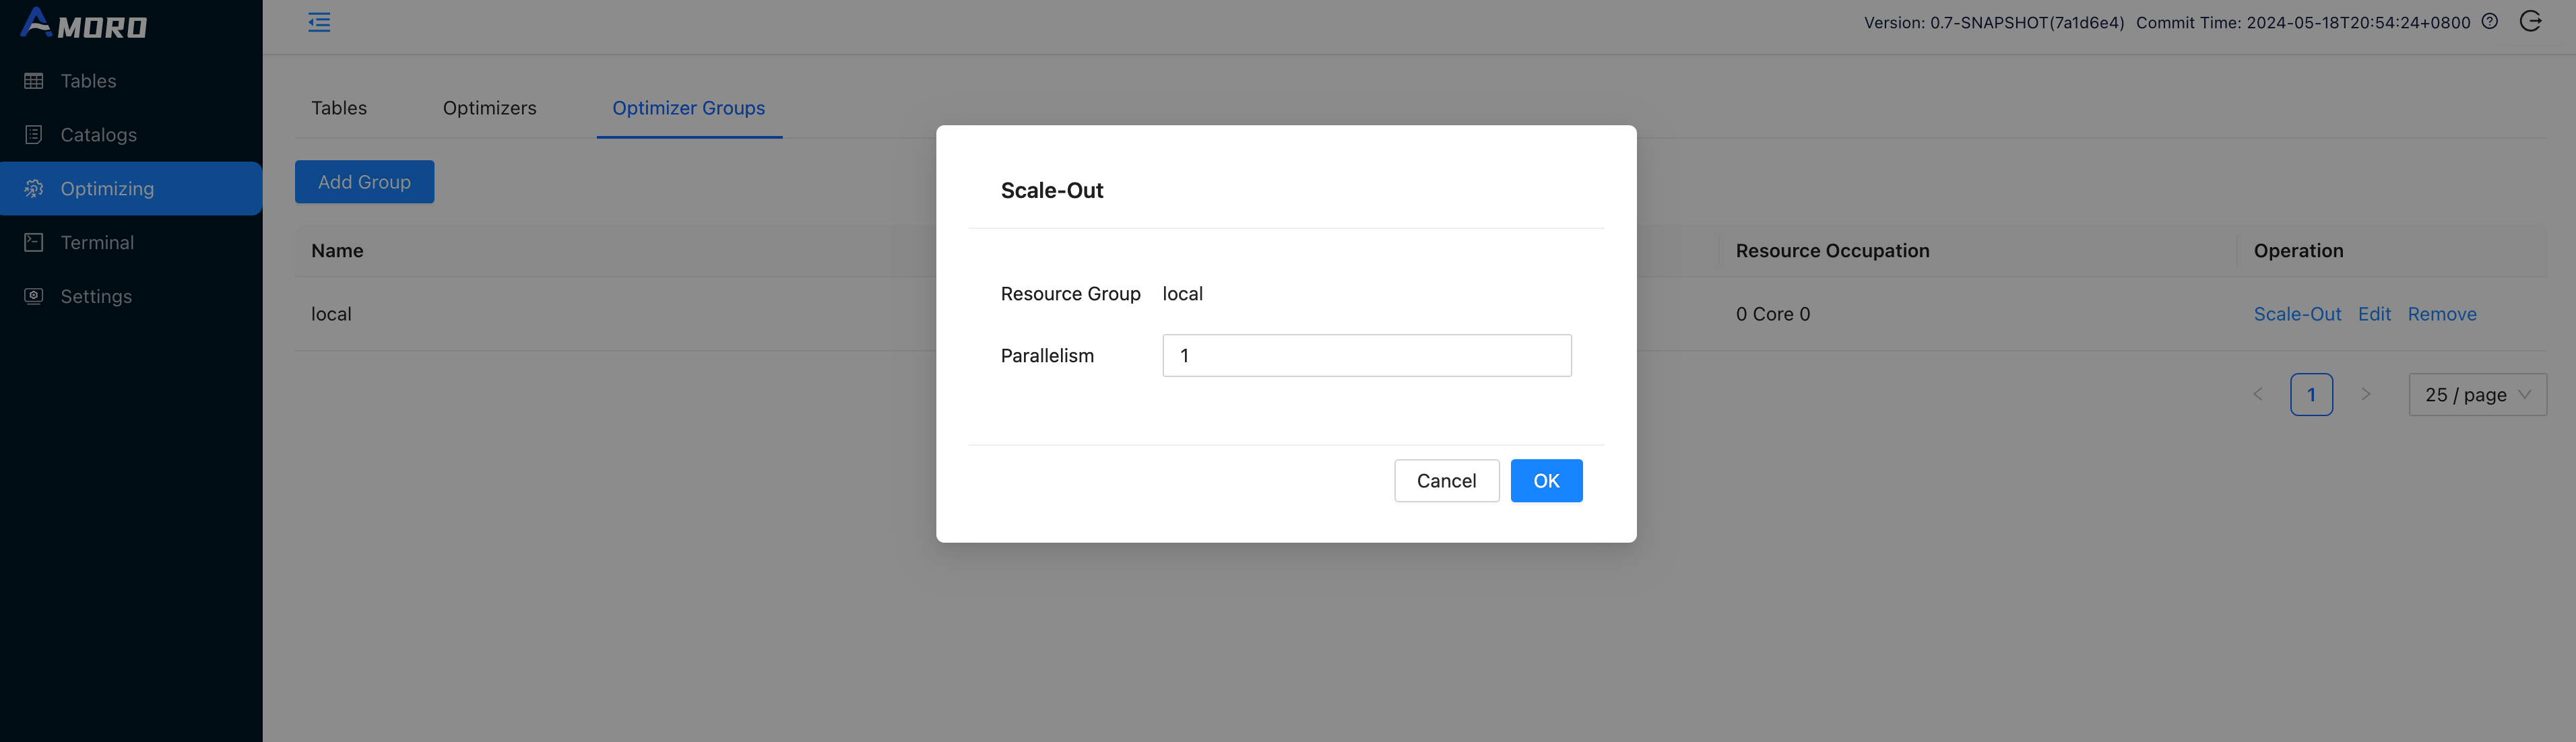 AMORO
Version: 0.7-SNAPSHOT(7a1d6e4) Commit Time: 2024-05-18T20:54:24+0800
Tables
Catalogs
Optimizing
Terminal
Settings
Tables Optimizers Optimizer Groups
Add Group
Name Resource Occupation Operation
local 0 Core 0 Scale-Out Edit Remove
1 25 / page
Scale-Out
Resource Group local
Parallelism 1
Cancel OK